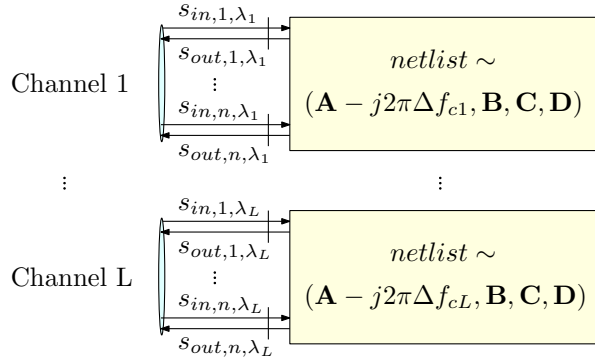 s_{in,1,λ_1}
s_{out,1,λ_1}
⋮
Channel 1
s_{in,n,λ_1}
s_{out,n,λ_1}
netlist ∼
(A − j2πΔf_{c1}, B, C, D)
⋮
⋮
s_{in,1,λ_L}
s_{out,1,λ_L}
⋮
Channel L
s_{in,n,λ_L}
s_{out,n,λ_L}
netlist ∼
(A − j2πΔf_{cL}, B, C, D)